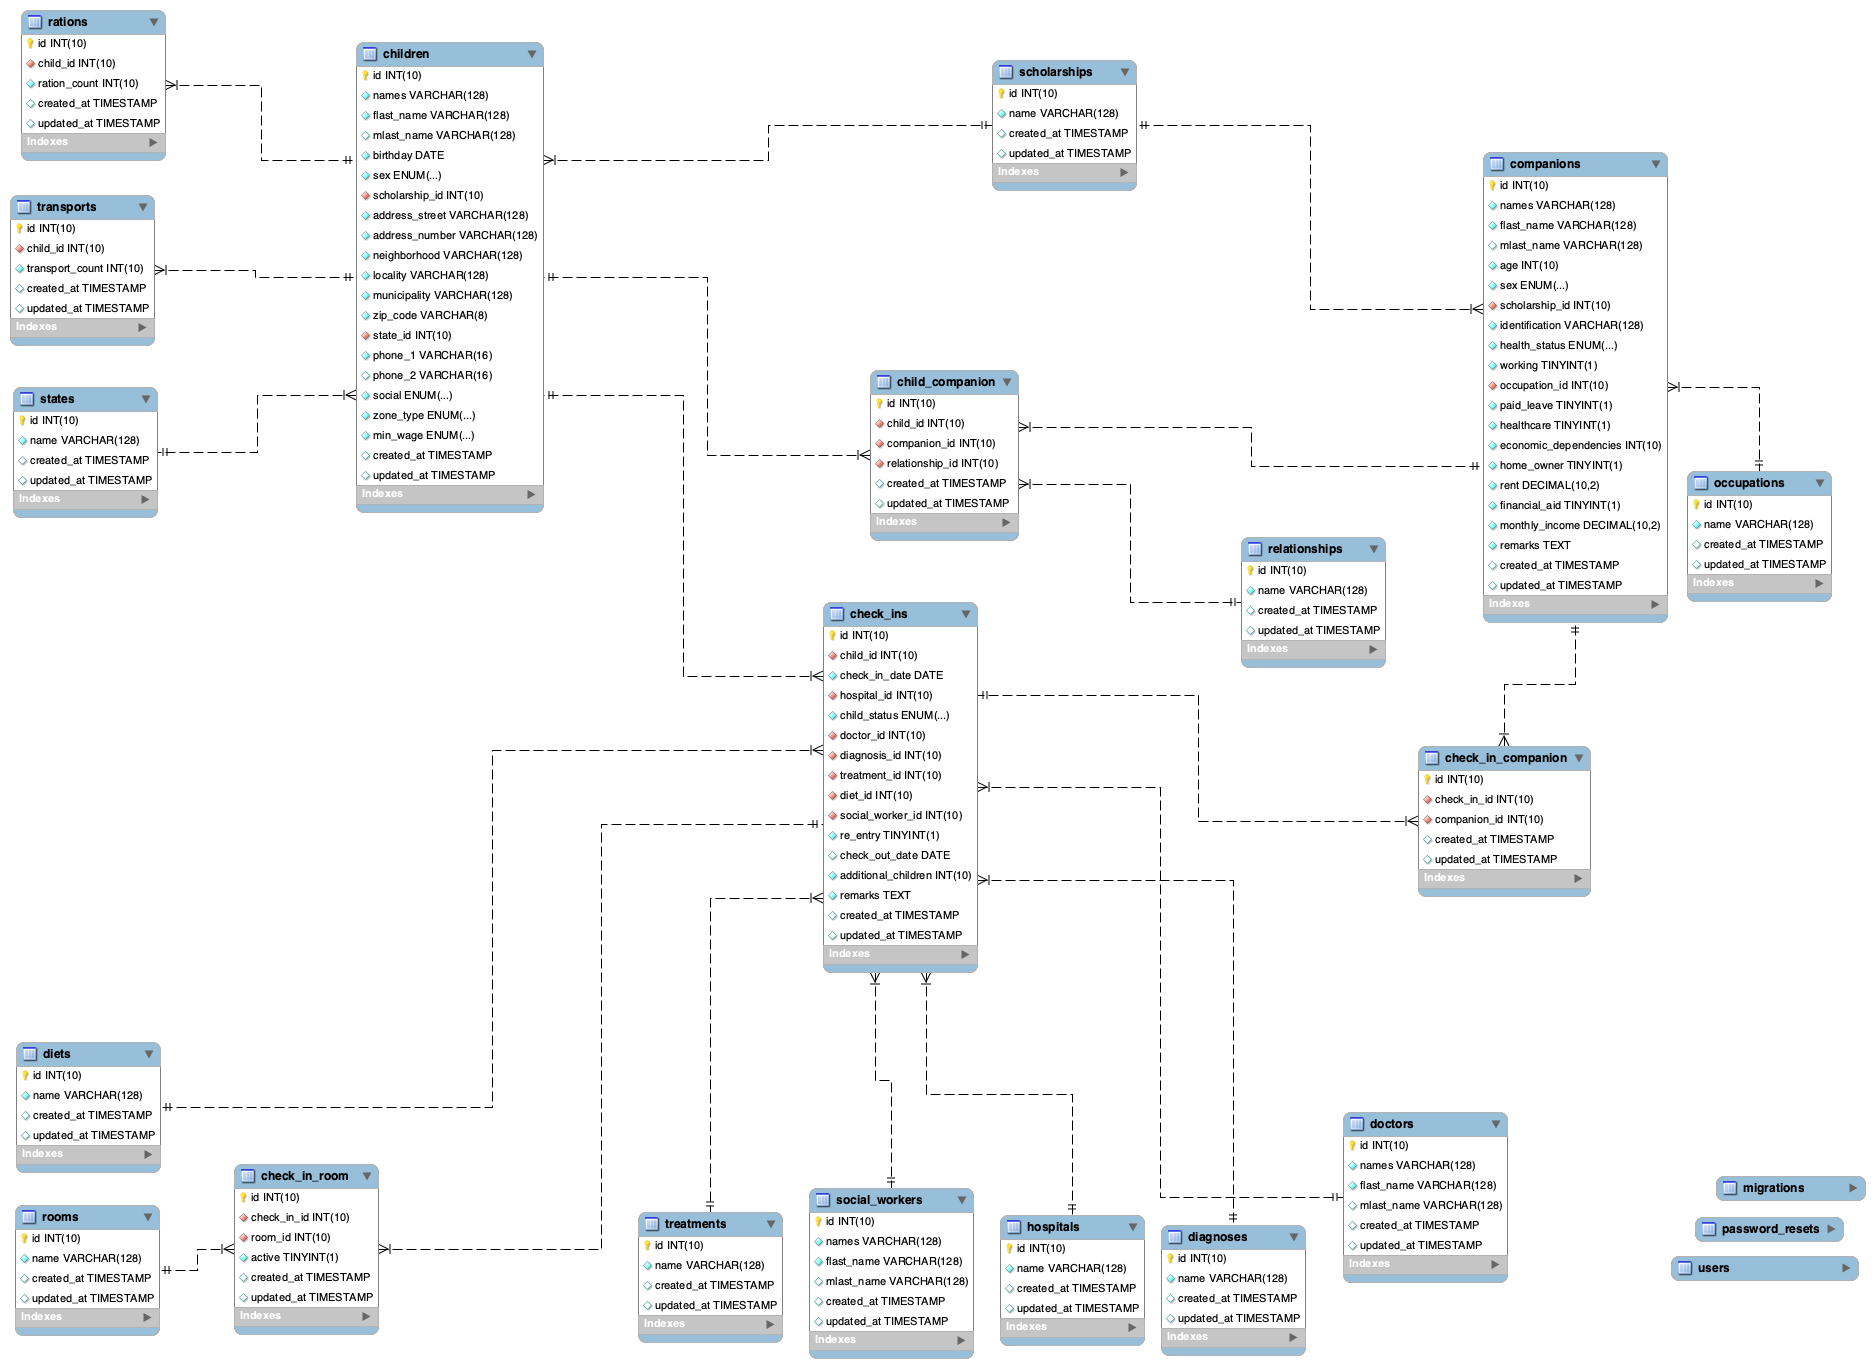 rations
id INT(10)
child_id INT(10)
ration_count INT(10)
created_at TIMESTAMP
updated_at TIMESTAMP
Indexes
transports
id INT(10)
child_id INT(10)
transport_count INT(10)
created_at TIMESTAMP
updated_at TIMESTAMP
Indexes
states
id INT(10)
name VARCHAR(128)
created_at TIMESTAMP
updated_at TIMESTAMP
Indexes
children
id INT(10)
names VARCHAR(128)
flast_name VARCHAR(128)
mlast_name VARCHAR(128)
birthday DATE
sex ENUM(...)
scholarship_id INT(10)
address_street VARCHAR(128)
address_number VARCHAR(128)
neighborhood VARCHAR(128)
locality VARCHAR(128)
municipality VARCHAR(128)
zip_code VARCHAR(8)
state_id INT(10)
phone_1 VARCHAR(16)
phone_2 VARCHAR(16)
social ENUM(...)
zone_type ENUM(...)
min_wage ENUM(...)
created_at TIMESTAMP
updated_at TIMESTAMP
Indexes
scholarships
id INT(10)
name VARCHAR(128)
created_at TIMESTAMP
updated_at TIMESTAMP
Indexes
companions
id INT(10)
names VARCHAR(128)
flast_name VARCHAR(128)
mlast_name VARCHAR(128)
age INT(10)
sex ENUM(...)
scholarship_id INT(10)
identification VARCHAR(128)
health_status ENUM(...)
working TINYINT(1)
occupation_id INT(10)
paid_leave TINYINT(1)
healthcare TINYINT(1)
economic_dependencies INT(10)
home_owner TINYINT(1)
rent DECIMAL(10,2)
financial_aid TINYINT(1)
monthly_income DECIMAL(10,2)
remarks TEXT
created_at TIMESTAMP
updated_at TIMESTAMP
Indexes
child_companion
id INT(10)
child_id INT(10)
companion_id INT(10)
relationship_id INT(10)
created_at TIMESTAMP
updated_at TIMESTAMP
Indexes
occupations
id INT(10)
name VARCHAR(128)
created_at TIMESTAMP
updated_at TIMESTAMP
Indexes
relationships
id INT(10)
name VARCHAR(128)
created_at TIMESTAMP
updated_at TIMESTAMP
Indexes
check_ins
id INT(10)
child_id INT(10)
check_in_date DATE
hospital_id INT(10)
child_status ENUM(...)
doctor_id INT(10)
diagnosis_id INT(10)
treatment_id INT(10)
diet_id INT(10)
social_worker_id INT(10)
re_entry TINYINT(1)
check_out_date DATE
additional_children INT(10)
remarks TEXT
created_at TIMESTAMP
updated_at TIMESTAMP
Indexes
check_in_companion
id INT(10)
check_in_id INT(10)
companion_id INT(10)
created_at TIMESTAMP
updated_at TIMESTAMP
Indexes
diets
id INT(10)
name VARCHAR(128)
created_at TIMESTAMP
updated_at TIMESTAMP
Indexes
rooms
id INT(10)
name VARCHAR(128)
created_at TIMESTAMP
updated_at TIMESTAMP
Indexes
check_in_room
id INT(10)
check_in_id INT(10)
room_id INT(10)
active TINYINT(1)
created_at TIMESTAMP
updated_at TIMESTAMP
Indexes
treatments
id INT(10)
name VARCHAR(128)
created_at TIMESTAMP
updated_at TIMESTAMP
Indexes
social_workers
id INT(10)
names VARCHAR(128)
flast_name VARCHAR(128)
mlast_name VARCHAR(128)
created_at TIMESTAMP
updated_at TIMESTAMP
Indexes
hospitals
id INT(10)
name VARCHAR(128)
created_at TIMESTAMP
updated_at TIMESTAMP
Indexes
diagnoses
id INT(10)
name VARCHAR(128)
created_at TIMESTAMP
updated_at TIMESTAMP
Indexes
doctors
id INT(10)
names VARCHAR(128)
flast_name VARCHAR(128)
mlast_name VARCHAR(128)
created_at TIMESTAMP
updated_at TIMESTAMP
Indexes
migrations
password_resets
users